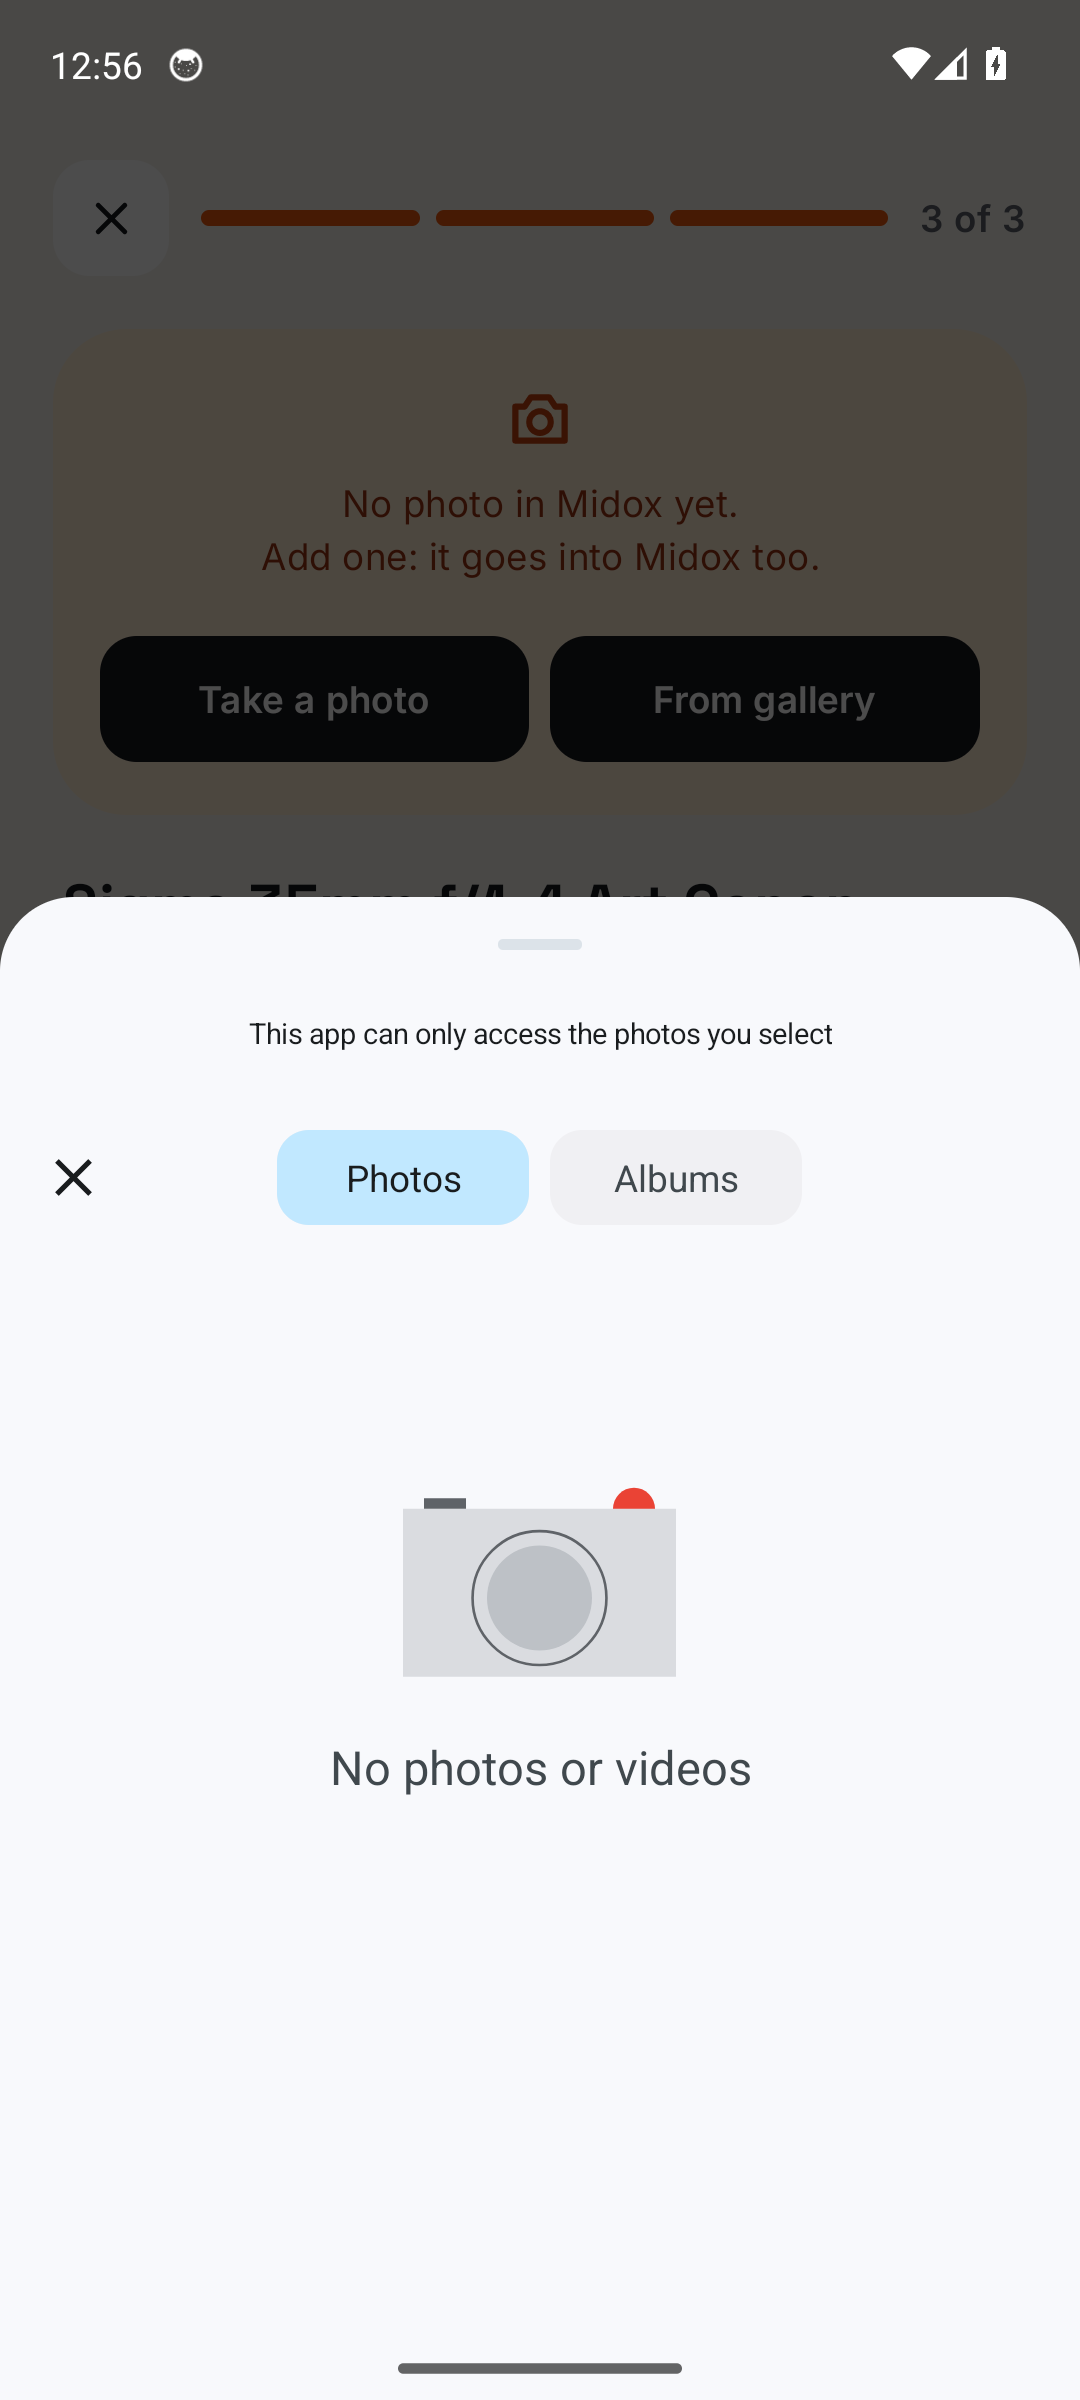 12:56
3 of 3
No photo in Midox yet.
Add one: it goes into Midox too.
Take a photo
From gallery
This app can only access the photos you select
Photos
Albums
No photos or videos